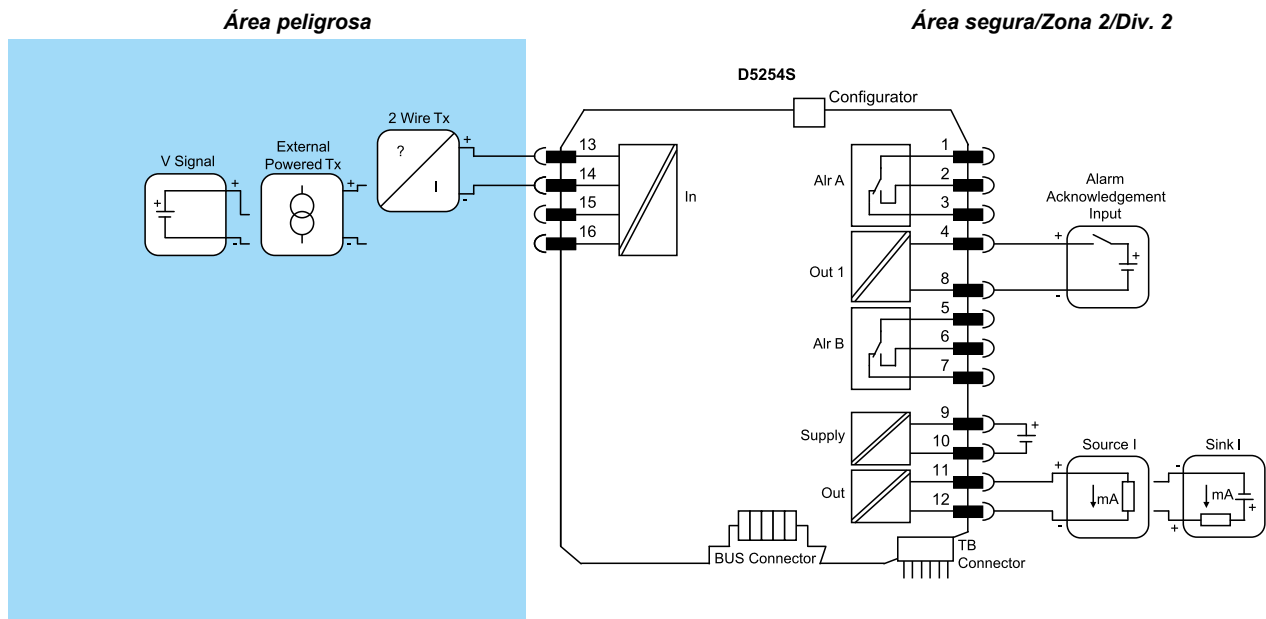 Área peligrosa
Área segura/Zona 2/Div. 2
D5254S
Configurator
2 Wire Tx
+
?
I
-
External
Powered Tx
+
-
V Signal
+
+
-
13
14
15
16
In
Alr A
1
2
3
Out 1
4
8
Alarm
Acknowledgement
Input
+
-
+
Alr B
5
6
7
Supply
9
10
+
Out
11
12
Source I
+
mA
-
Sink I
-
mA
+
+
BUS Connector
TB
Connector